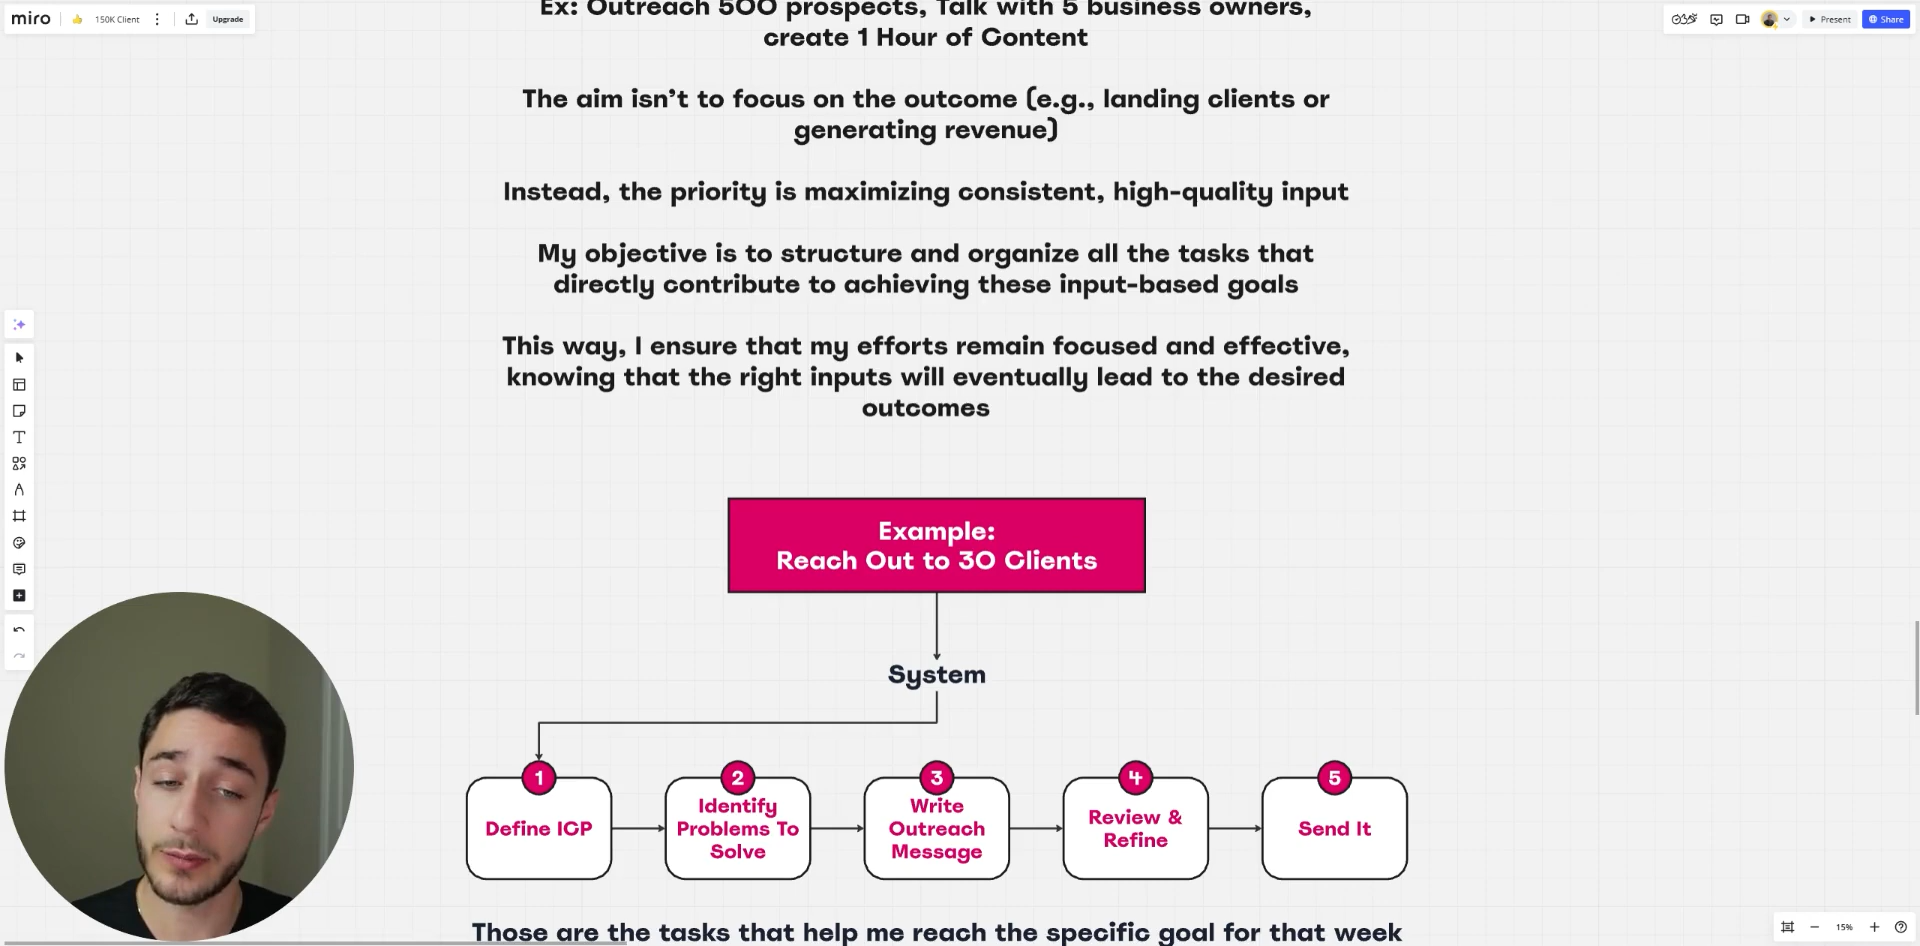 miro
150K Client
Upgrade
Present
Share
Ex: Outreach 500 prospects, Talk with 5 business owners,
create 1 Hour of Content
The aim isn't to focus on the outcome (e.g., landing clients or
generating revenue)
Instead, the priority is maximizing consistent, high-quality input
My objective is to structure and organize all the tasks that
directly contribute to achieving these input-based goals
This way, I ensure that my efforts remain focused and effective,
knowing that the right inputs will eventually lead to the desired
outcomes
Example:
Reach Out to 30 Clients
System
1
Define ICP
2
Identify
Problems To
Solve
3
Write
Outreach
Message
4
Review &
Refine
5
Send It
Those are the tasks that help me reach the specific goal for that week
15%